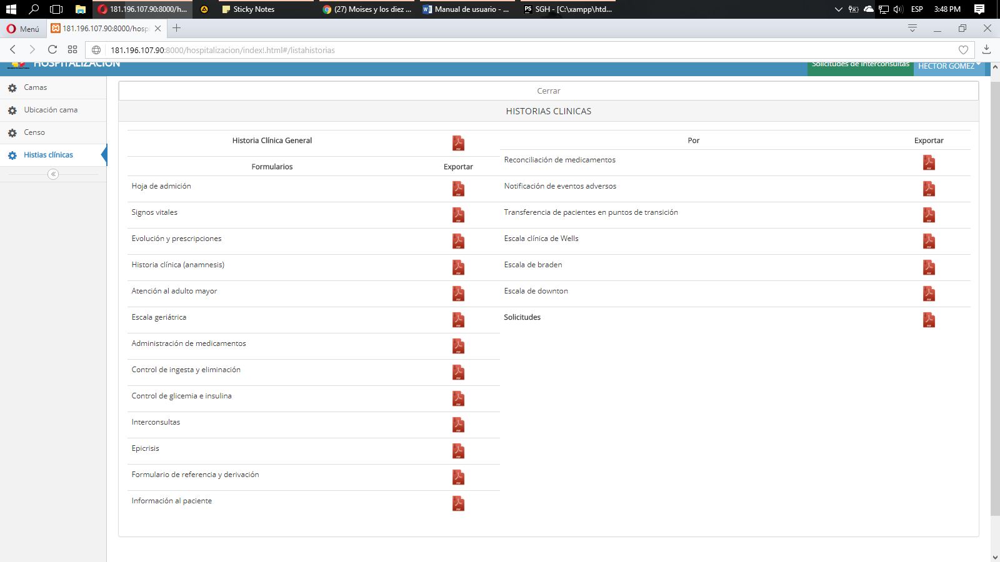 181.196.107.90:8000/h...
Sticky Notes
(27) Moises y los diez ...
Manual de usuario - ...
SGH - [C:\xampp\htd...
ESP
3:48 PM
Menú
181.196.107.90:8000/hosp
181.196.107.90:8000/hospitalizacion/index!.html#/listahistorias
HOSPITALIZACIÓN
Solicitudes de Interconsultas
HECTOR GOMEZ
Camas
Ubicación cama
Censo
Histias clínicas
Cerrar
HISTORIAS CLINICAS
Historia Clínica General
Formularios Exportar
Hoja de admición
Signos vitales
Evolución y prescripciones
Historia clínica (anamnesis)
Atención al adulto mayor
Escala geriátrica
Administración de medicamentos
Control de ingesta y eliminación
Control de glicemia e insulina
Interconsultas
Epicrisis
Formulario de referencia y derivación
Información al paciente
Por Exportar
Reconciliación de medicamentos
Notificación de eventos adversos
Transferencia de pacientes en puntos de transición
Escala clínica de Wells
Escala de braden
Escala de downton
Solicitudes